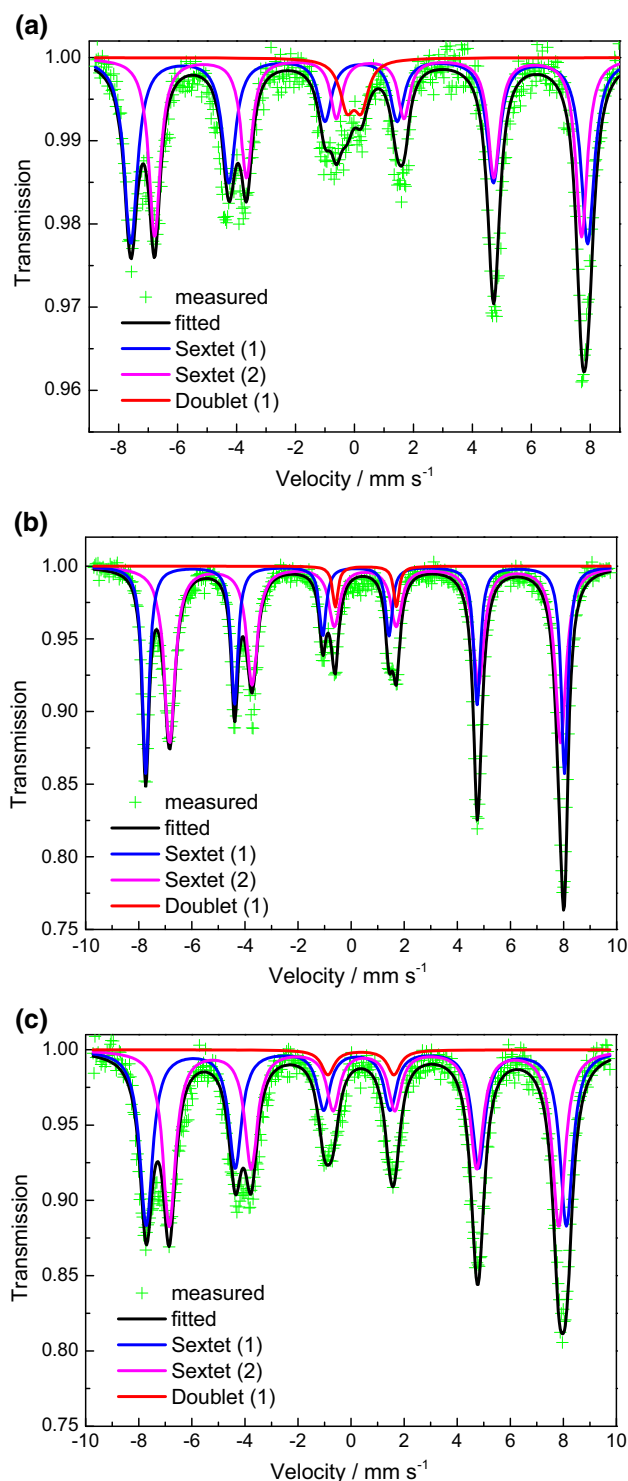 (a)
1.00
0.99
0.98
0.97
0.96
Transmission
measured
fitted
Sextet (1)
Sextet (2)
Doublet (1)
-8 -6 -4 -2 0 2 4 6 8
Velocity / mm s-1
(b)
1.00
0.95
0.90
0.85
0.80
0.75
Transmission
measured
fitted
Sextet (1)
Sextet (2)
Doublet (1)
-10 -8 -6 -4 -2 0 2 4 6 8 10
Velocity / mm s-1
(c)
1.00
0.95
0.90
0.85
0.80
0.75
Transmission
measured
fitted
Sextet (1)
Sextet (2)
Doublet (1)
-10 -8 -6 -4 -2 0 2 4 6 8 10
Velocity / mm s-1